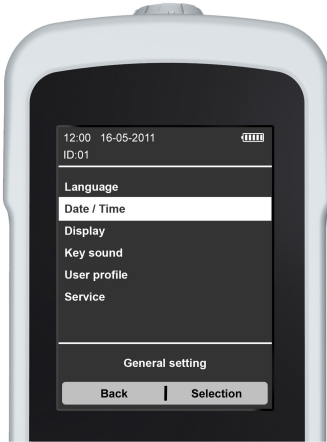 12:00 16-05-2011
ID:01
Language
Date / Time
Display
Key sound
User profile
Service
General setting
Back | Selection